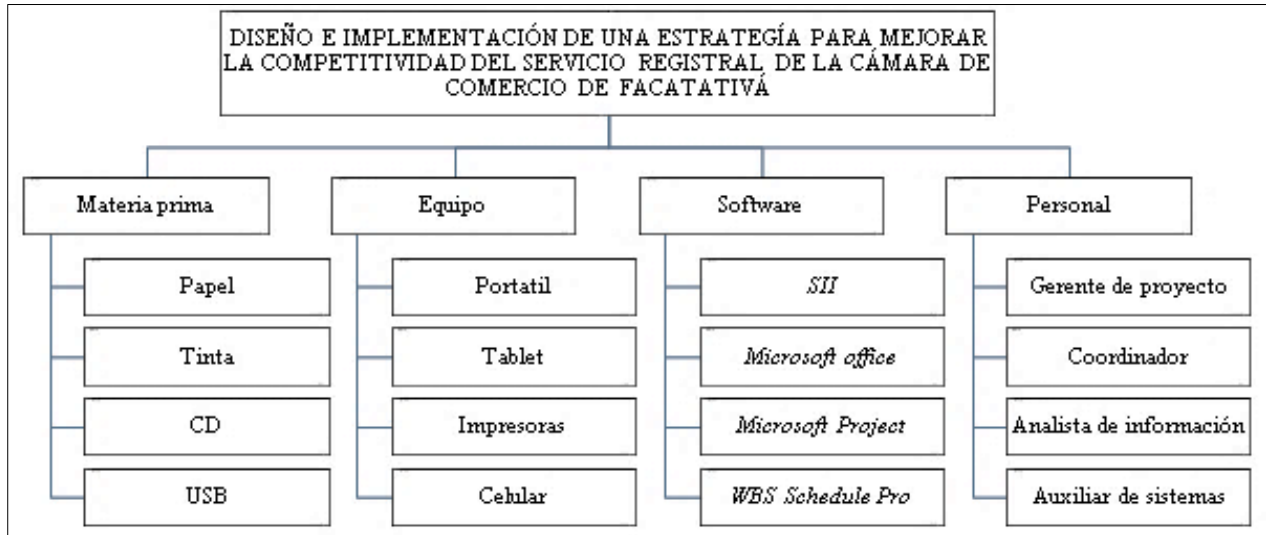 DISEÑO E IMPLEMENTACIÓN DE UNA ESTRATEGÍA PARA MEJORAR
LA COMPETITIVIDAD DEL SERVICIO REGISTRAL DE LA CÁMARA DE
COMERCIO DE FACATATIVÁ
Materia prima
Papel
Tinta
CD
USB
Equipo
Portatil
Tablet
Impresoras
Celular
Software
SII
Microsoft office
Microsoft Project
WBS Schedule Pro
Personal
Gerente de proyecto
Coordinador
Analista de información
Auxiliar de sistemas